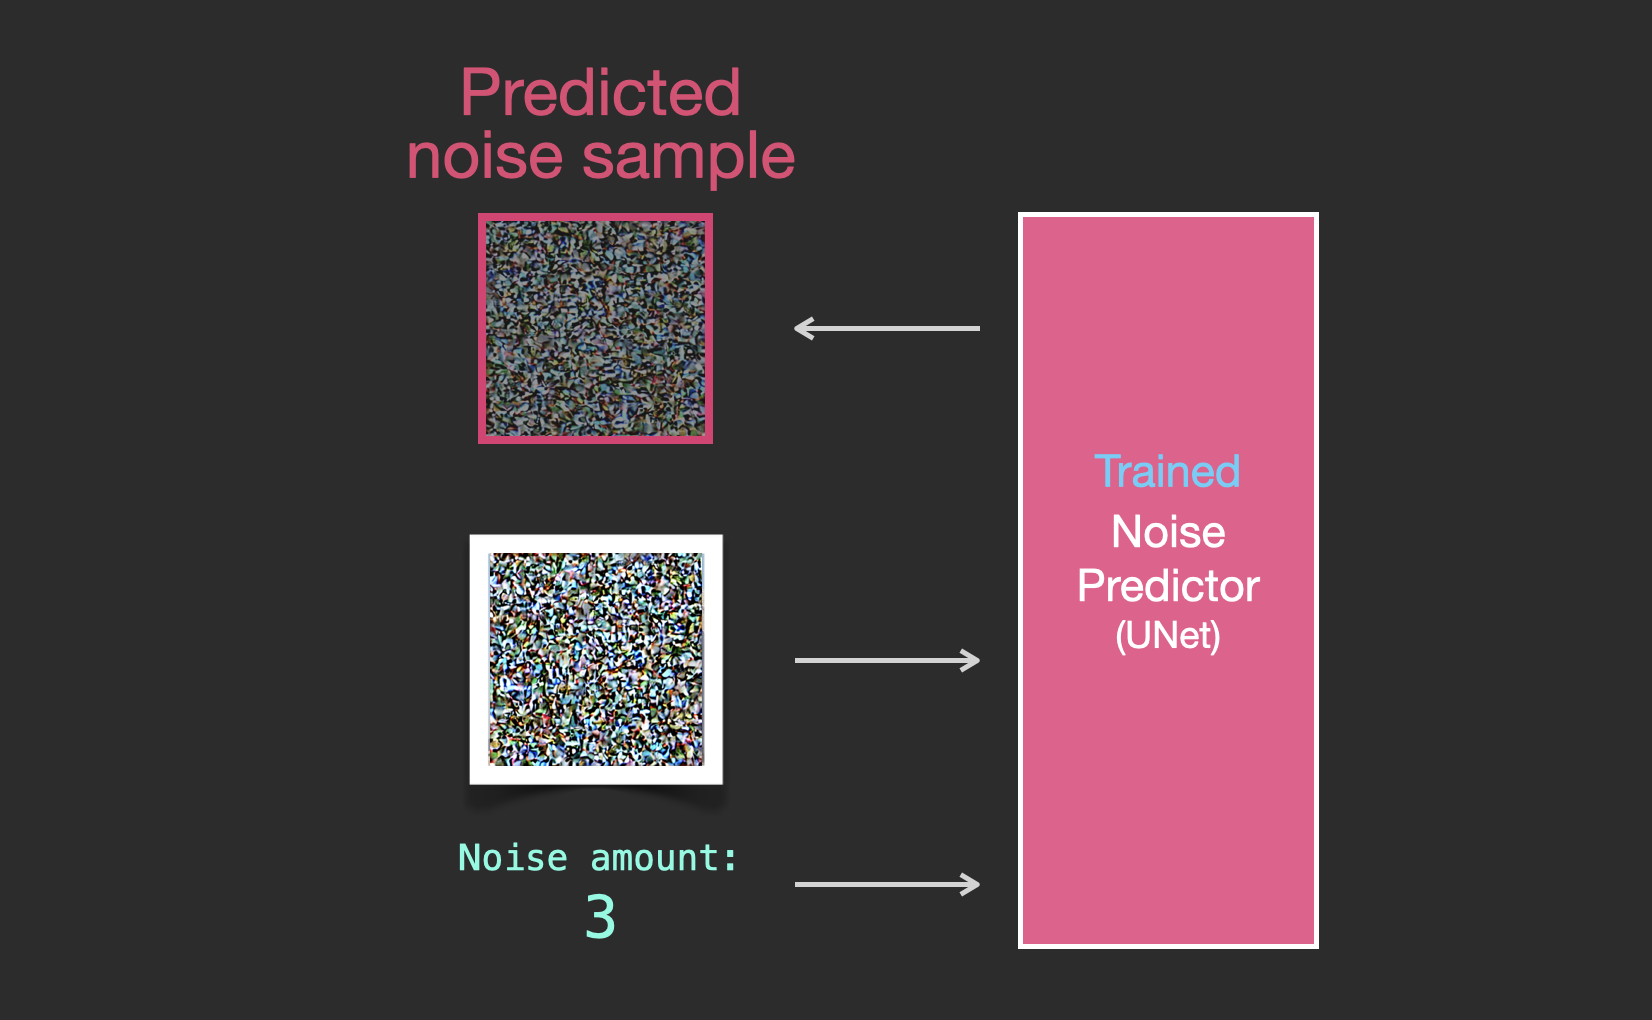 Predicted
noise sample
Trained
Noise
Predictor
(UNet)
Noise amount:
3